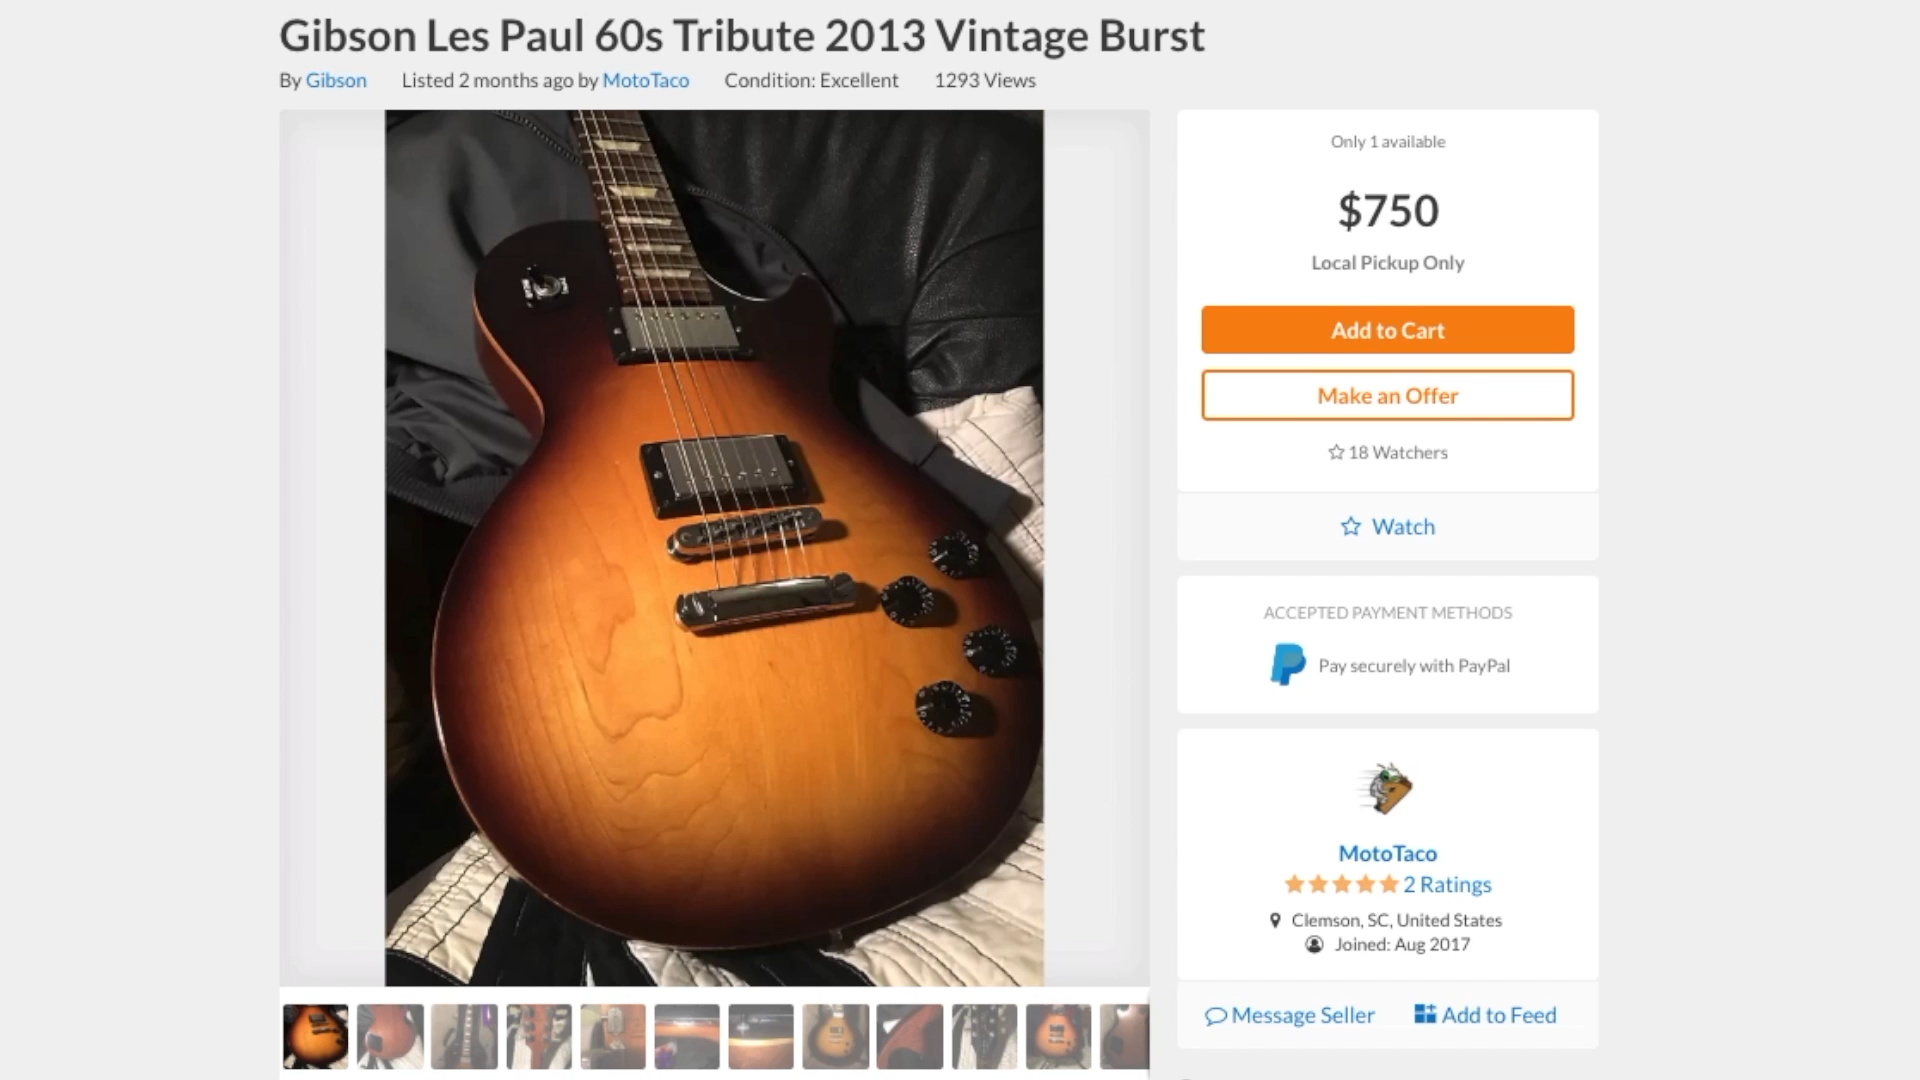 Gibson Les Paul 60s Tribute 2013 Vintage Burst
By Gibson Listed 2 months ago by MotoTaco Condition: Excellent 1293 Views
Only 1 available
$750
Local Pickup Only
Add to Cart
Make an Offer
18 Watchers
Watch
ACCEPTED PAYMENT METHODS
Pay securely with PayPal
MotoTaco
2 Ratings
Clemson, SC, United States
Joined: Aug 2017
Message Seller Add to Feed